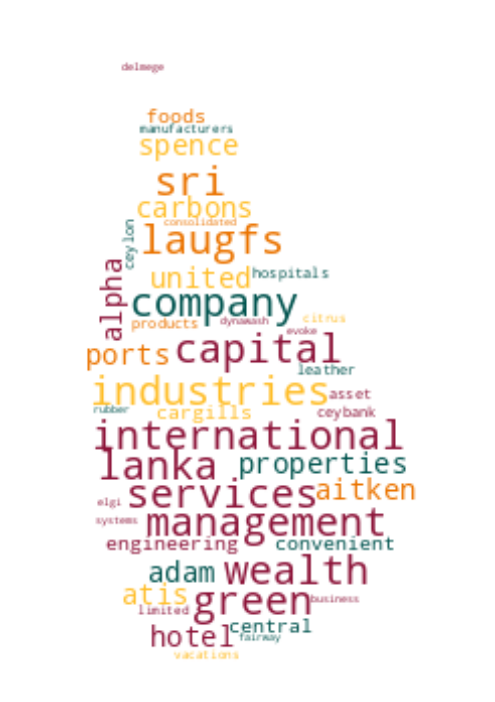 delmege
foods
manufacturers
spence
sri
carbons
consolidated
ceylon
laugfs
alpha
united hospitals
company
products dynawash citrus
evoke
ports capital
leather
industries asset
rubber cargills ceybank
international
lanka properties
services aitken
elgi
systems management
engineering convenient
adam wealth
atis green business
limited
hotel central
fairway
vacations